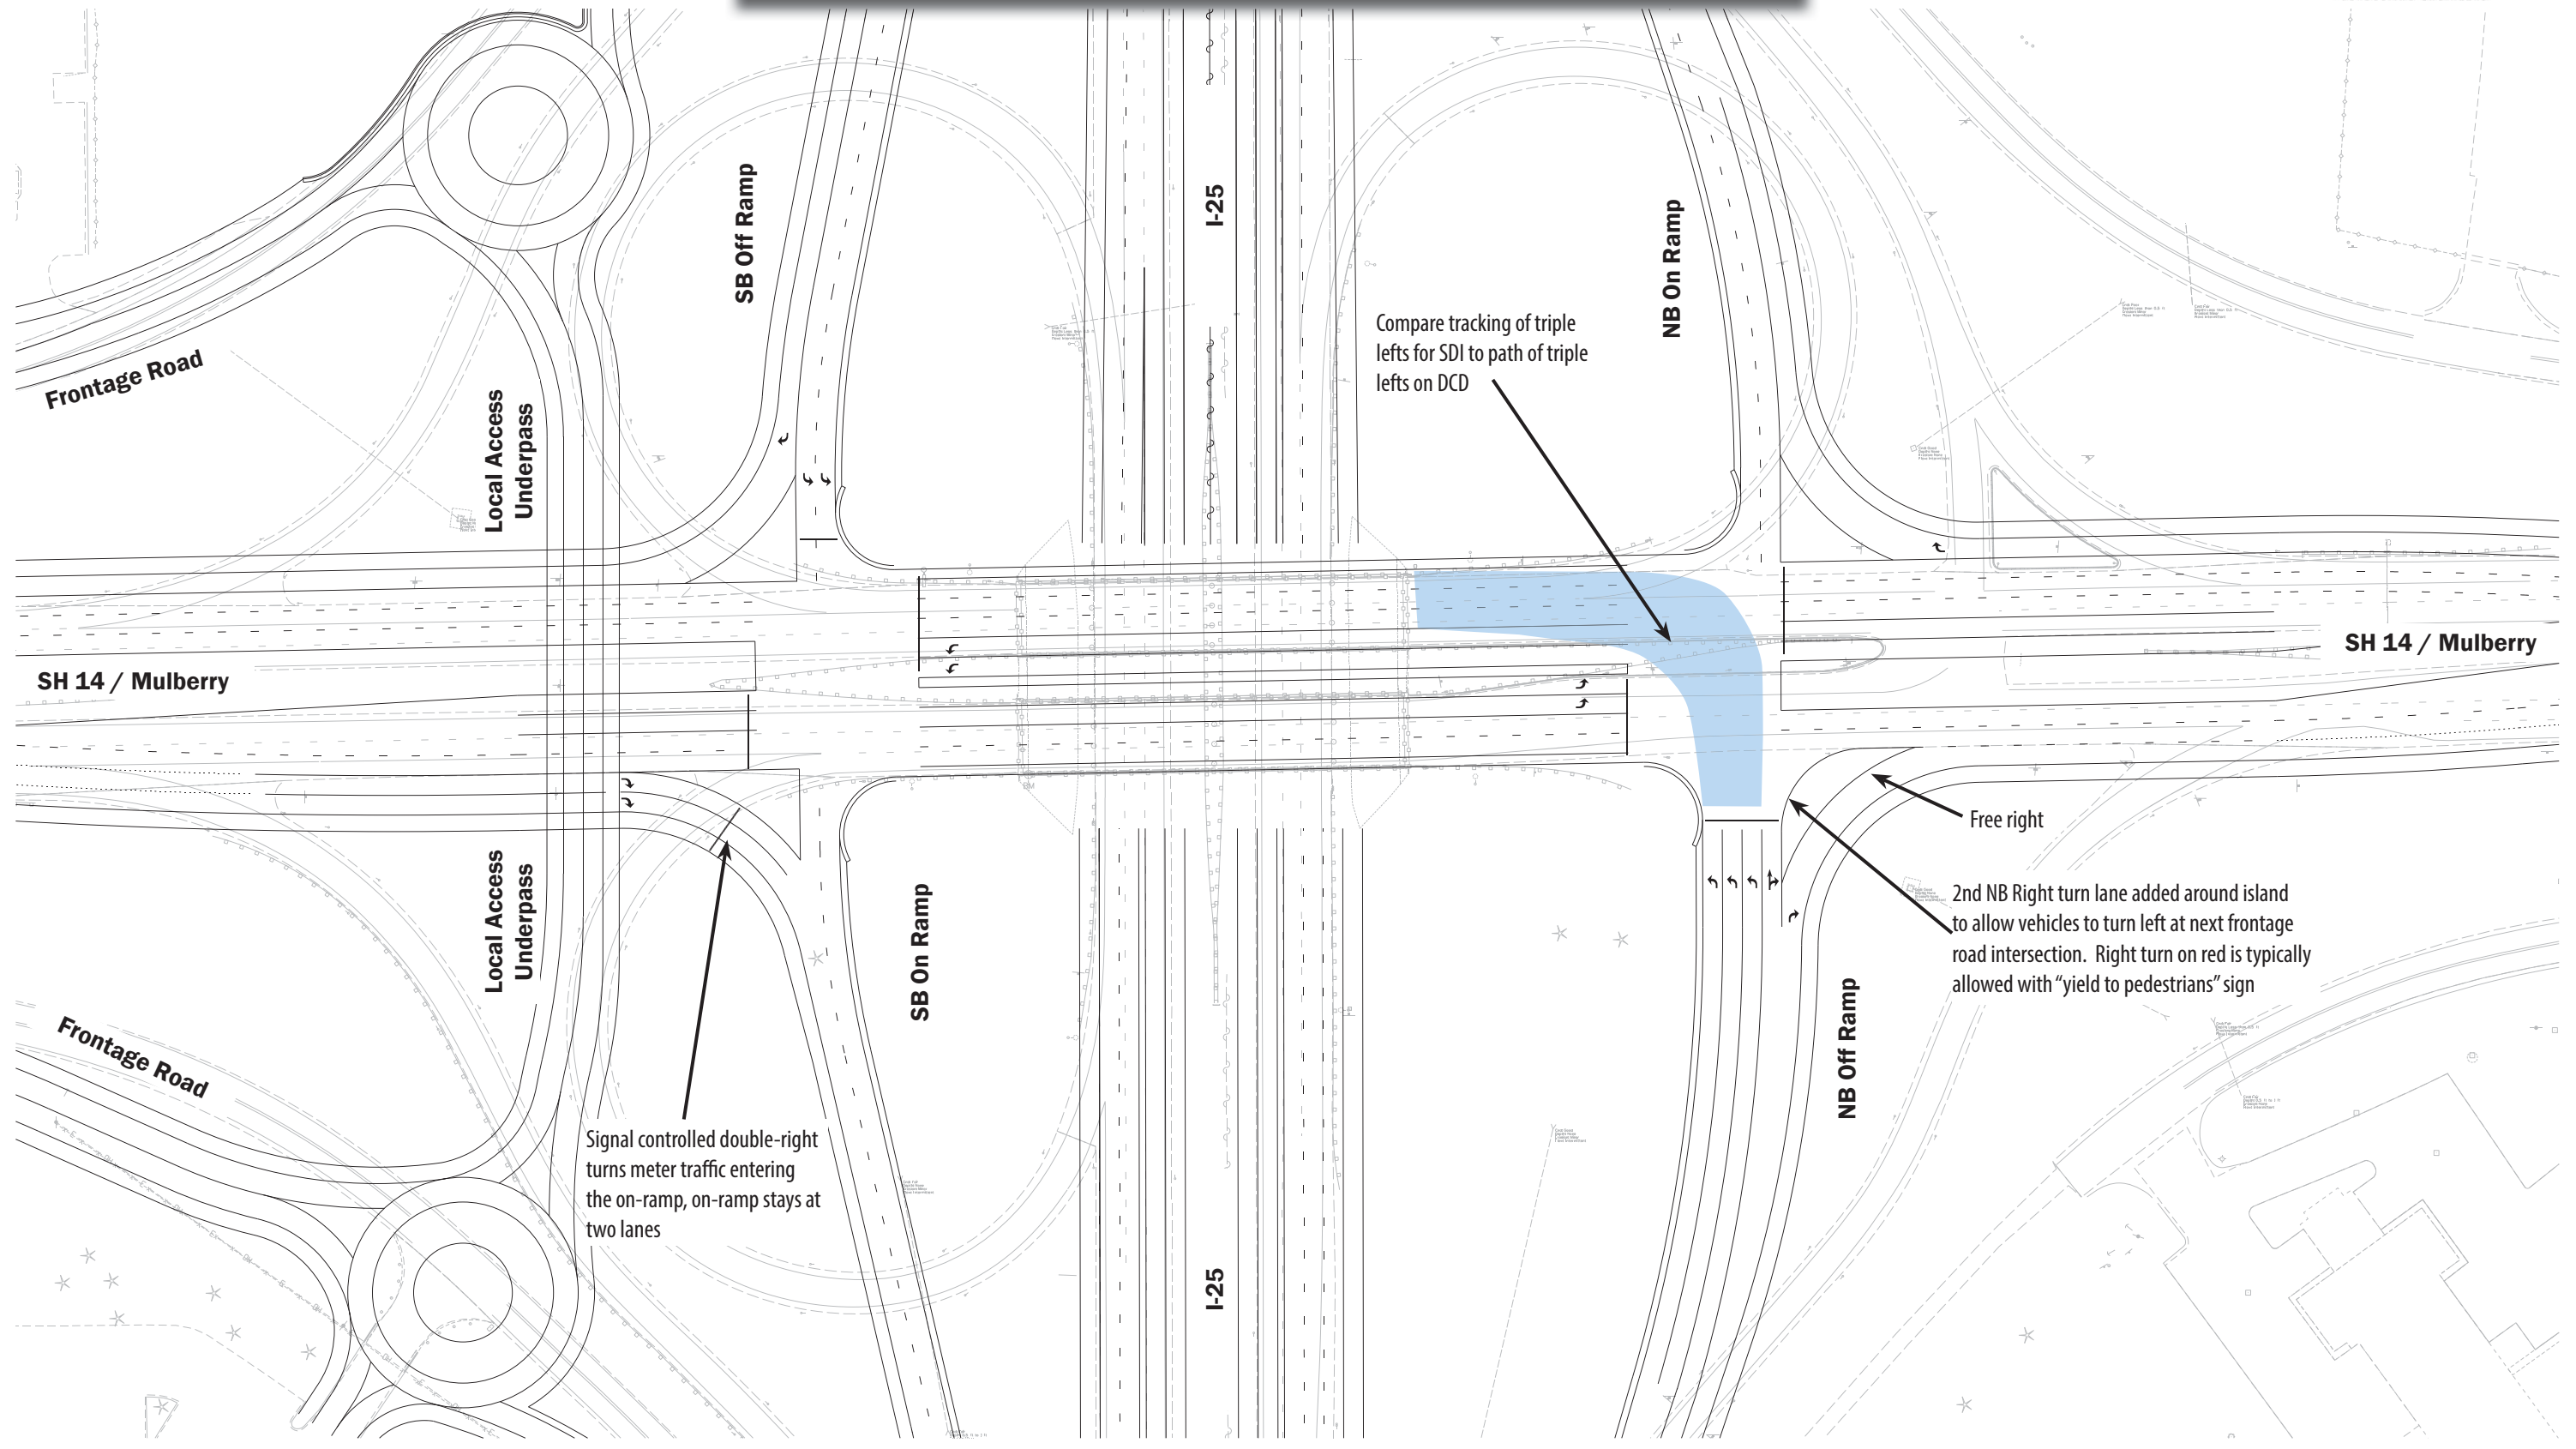 SB Off Ramp
I-25
NB On Ramp
Compare tracking of triple
lefts for SDI to path of triple
lefts on DCD
Frontage Road
Local Access
Underpass
SH 14 / Mulberry
SH 14 / Mulberry
Free right
Local Access
Underpass
SB On Ramp
2nd NB Right turn lane added around island
to allow vehicles to turn left at next frontage
road intersection.  Right turn on red is typically
allowed with “yield to pedestrians” sign
NB Off Ramp
Frontage Road
Signal controlled double-right
turns meter traffic entering
the on-ramp, on-ramp stays at
two lanes
I-25